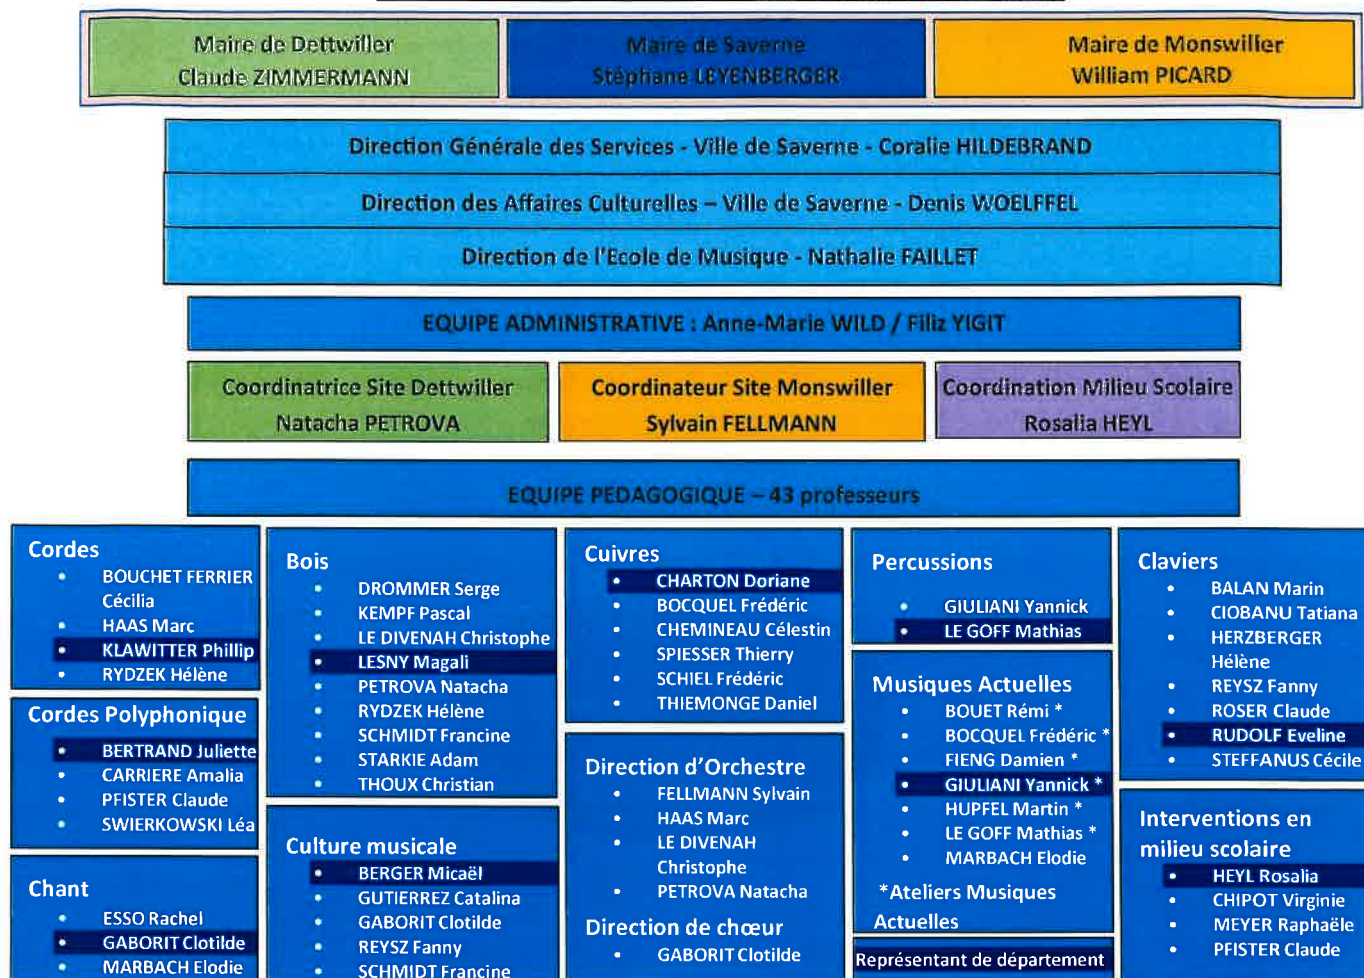 Maire de Dettwiller
Claude ZIMMERMANN
Maire de Saverne
Stéphane LEYENBERGER
Maire de Monswiller
William PICARD
Direction Générale des Services - Ville de Saverne - Coralie HILDEBRAND
Direction des Affaires Culturelles – Ville de Saverne - Denis WOELFFEL
Direction de l'Ecole de Musique - Nathalie FAILLET
EQUIPE ADMINISTRATIVE : Anne-Marie WILD / Filiz YIGIT
Coordinatrice Site Dettwiller
Natacha PETROVA
Coordinateur Site Monswiller
Sylvain FELLMANN
Coordination Milieu Scolaire
Rosalia HEYL
EQUIPE PEDAGOGIQUE – 43 professeurs
Cordes
• BOUCHET FERRIER
Cécilia
• HAAS Marc
• KLAWITTER Phillip
• RYDZEK Hélène
Cordes Polyphonique
• BERTRAND Juliette
• CARRIERE Amalia
• PFISTER Claude
• SWIERKOWSKI Léa
Chant
• ESSO Rachel
• GABORIT Clotilde
• MARBACH Elodie
Bois
• DROMMER Serge
• KEMPF Pascal
• LE DIVENAH Christophe
• LESNY Magali
• PETROVA Natacha
• RYDZEK Hélène
• SCHMIDT Francine
• STARKIE Adam
• THOUX Christian
Culture musicale
• BERGER Micaël
• GUTIERREZ Catalina
• GABORIT Clotilde
• REYSZ Fanny
• SCHMIDT Francine
Cuivres
• CHARTON Doriane
• BOCQUEL Frédéric
• CHEMINEAU Célestin
• SPIESSER Thierry
• SCHIEL Frédéric
• THIEMONGE Daniel
Direction d'Orchestre
• FELLMANN Sylvain
• HAAS Marc
• LE DIVENAH
Christophe
• PETROVA Natacha
Direction de chœur
• GABORIT Clotilde
Percussions
• GIULIANI Yannick
• LE GOFF Mathias
Musiques Actuelles
• BOUET Rémi *
• BOCQUEL Frédéric *
• FIENG Damien *
• GIULIANI Yannick *
• HUPFEL Martin *
• LE GOFF Mathias *
• MARBACH Elodie
*Ateliers Musiques
Actuelles
Représentant de département
Claviers
• BALAN Marin
• CIOBANU Tatiana
• HERZBERGER
Hélène
• REYSZ Fanny
• ROSER Claude
• RUDOLF Eveline
• STEFFANUS Cécile
Interventions en
milieu scolaire
• HEYL Rosalia
• CHIPOT Virginie
• MEYER Raphaële
• PFISTER Claude